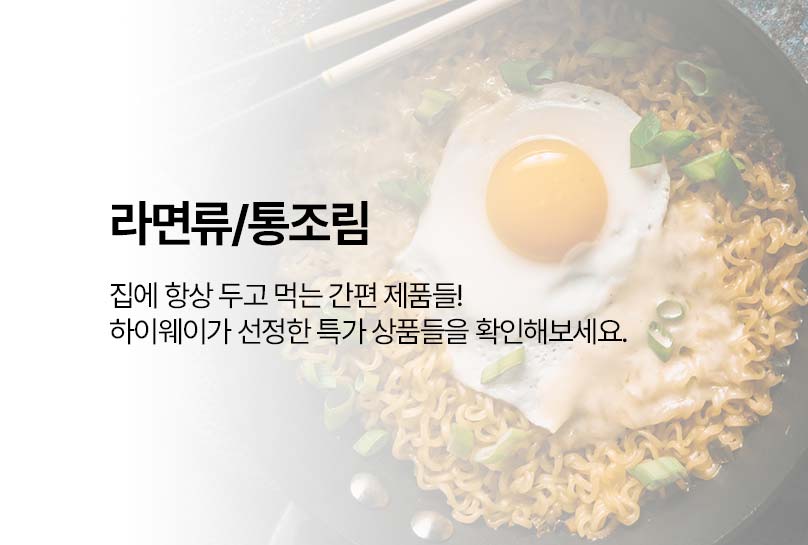 라면류/통조림
집에 항상 두고 먹는 간편 제품들!
하이웨이가 선정한 특가 상품들을 확인해보세요.